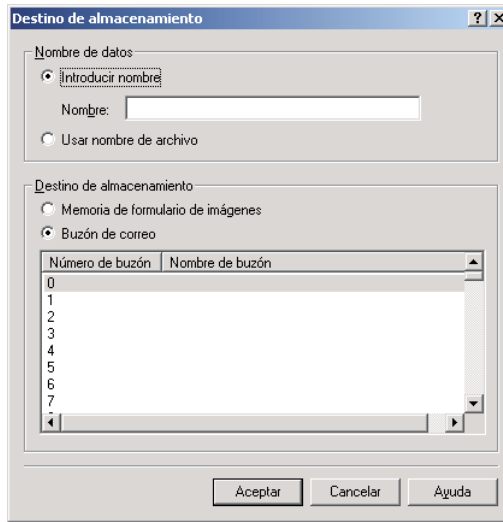 Destino de almacenamiento
Nombre de datos
Introducir nombre
Nombre:
Usar nombre de archivo
Destino de almacenamiento
Memoria de formulario de imágenes
Buzón de correo
Número de buzón Nombre de buzón
0
1
2
3
4
5
6
7
Aceptar Cancelar Ayuda